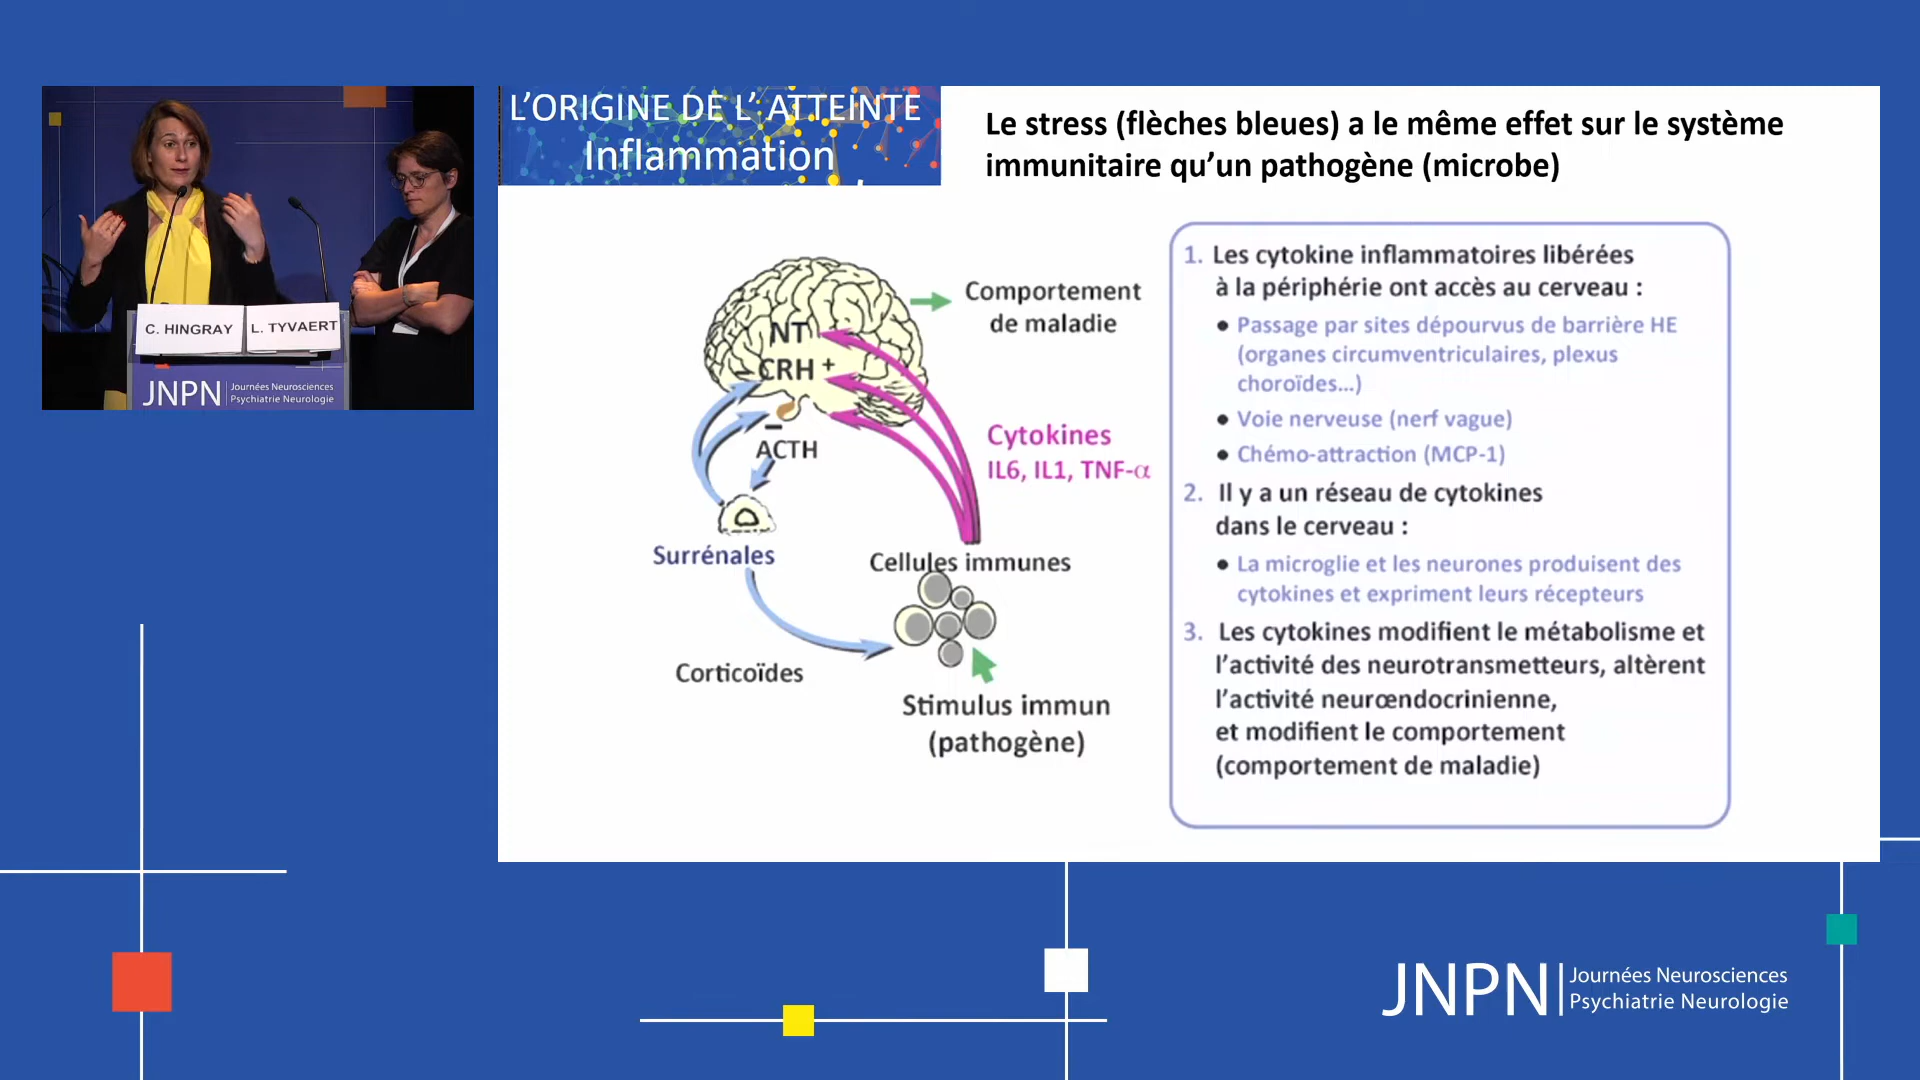 L'ORIGINE DE L' ATTEINTE
Inflammation
Le stress (flèches bleues) a le même effet sur le système
immunitaire qu'un pathogène (microbe)
C. HINGRAY
L. TYVAERT
JNPN
Journées Neurosciences
Psychiatrie Neurologie
NT
CRH +
−
ACTH
Surrénales
Corticoïdes
Comportement
de maladie
Cytokines
IL6, IL1, TNF-α
Cellules immunes
Stimulus immun
(pathogène)
1. Les cytokine inflammatoires libérées
à la périphérie ont accès au cerveau :
● Passage par sites dépourvus de barrière HE
(organes circumventriculaires, plexus
choroïdes...)
● Voie nerveuse (nerf vague)
● Chémo-attraction (MCP-1)
2. Il y a un réseau de cytokines
dans le cerveau :
● La microglie et les neurones produisent des
cytokines et expriment leurs récepteurs
3. Les cytokines modifient le métabolisme et
l'activité des neurotransmetteurs, altèrent
l'activité neurœndocrinienne,
et modifient le comportement
(comportement de maladie)
JNPN
Journées Neurosciences
Psychiatrie Neurologie